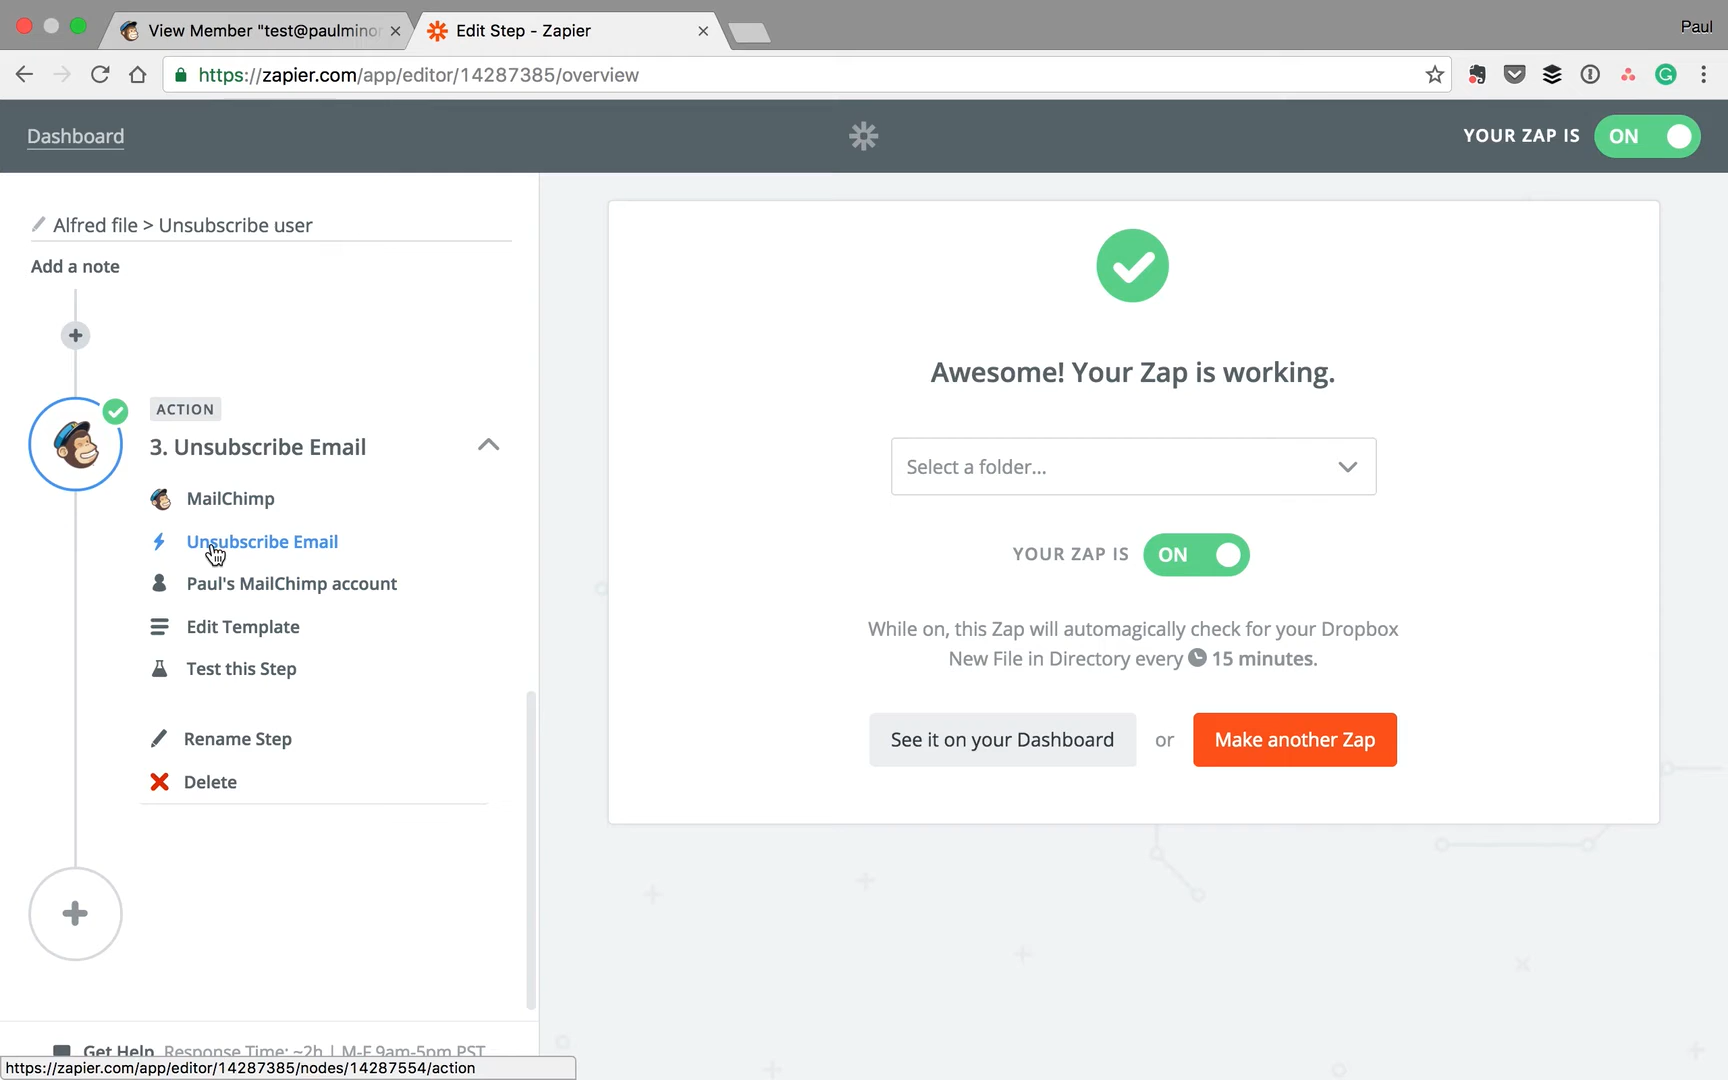 View Member "test@paulminor
Edit Step - Zapier
Paul
https://zapier.com/app/editor/14287385/overview
Dashboard
YOUR ZAP IS ON
Alfred file > Unsubscribe user
Add a note
ACTION
3. Unsubscribe Email
MailChimp
Unsubscribe Email
Paul's MailChimp account
Edit Template
Test this Step
Rename Step
Delete
Get Help Response Time: ~2h | M-F 9am-5pm PST
https://zapier.com/app/editor/14287385/nodes/14287554/action
Awesome! Your Zap is working.
Select a folder...
YOUR ZAP IS ON
While on, this Zap will automagically check for your Dropbox
New File in Directory every 15 minutes.
See it on your Dashboard or Make another Zap